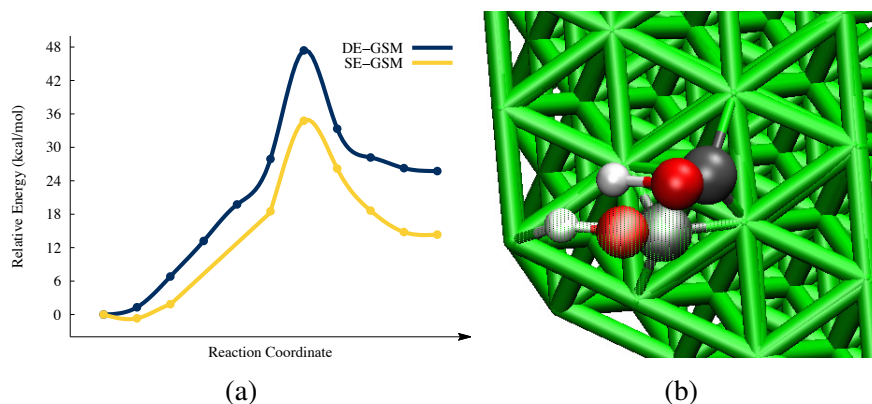 48
42
36
30
24
18
12
6
0
Relative Energy (kcal/mol)
DE−GSM
SE−GSM
Reaction Coordinate
(a)
(b)